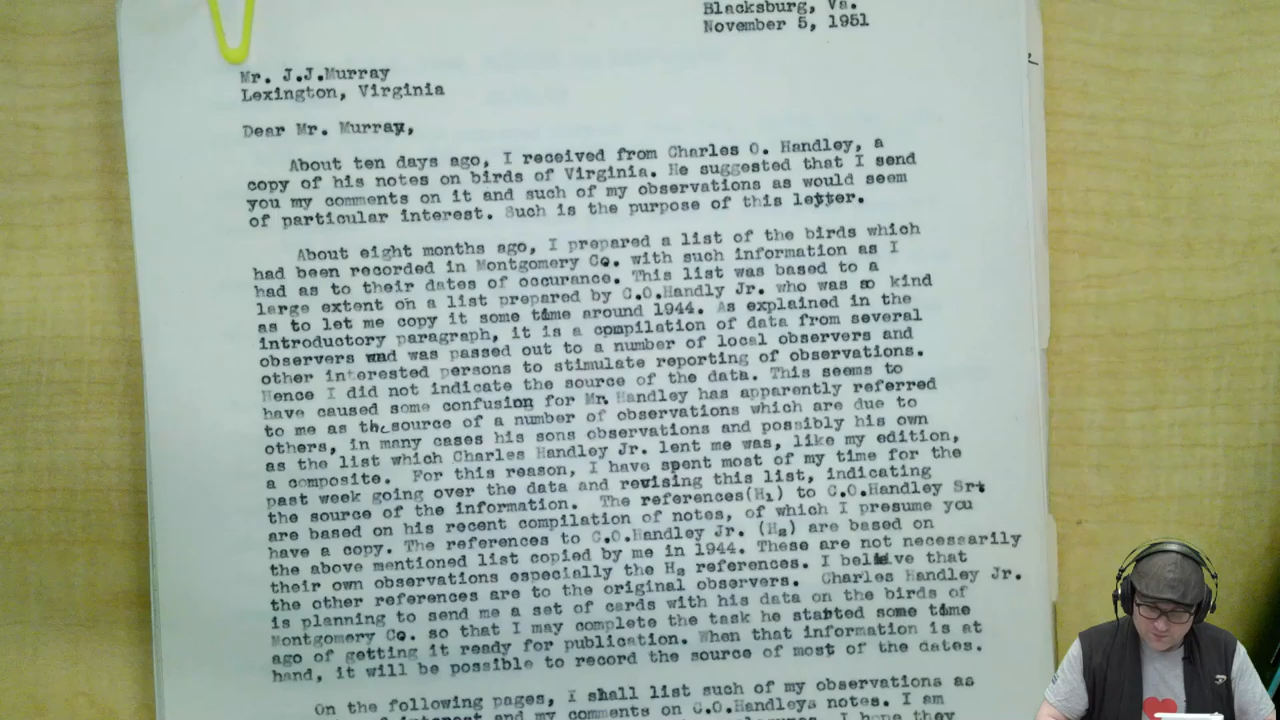 Blacksburg, Va.
November 5, 1951
Mr. J.J.Murray
Lexington, Virginia
Dear Mr. Murray,
About ten days ago, I received from Charles O. Handley, a
copy of his notes on birds of Virginia. He suggested that I send
you my comments on it and such of my observations as would seem
of particular interest. Such is the purpose of this letter.
About eight months ago, I prepared a list of the birds which
had been recorded in Montgomery Co. with such information as I
had as to their dates of occurance. This list was based to a
large extent on a list prepared by C.O.Handly Jr. who was so kind
as to let me copy it some time around 1944. As explained in the
introductory paragraph, it is a compilation of data from several
observers and was passed out to a number of local observers and
other interested persons to stimulate reporting of observations.
Hence I did not indicate the source of the data. This seems to
have caused some confusion for Mr. Handley has apparently referred
to me as the source of a number of observations which are due to
others, in many cases his sons observations and possibly his own
as the list which Charles Handley Jr. lent me was, like my edition,
a composite. For this reason, I have spent most of my time for the
past week going over the data and revising this list, indicating
the source of the information. The references(H₁) to C.O.Handley Sr.
are based on his recent compilation of notes, of which I presume you
have a copy. The references to C.O.Handley Jr. (H₂) are based on
the above mentioned list copied by me in 1944. These are not necessarily
their own observations especially the H₂ references. I believe that
the other references are to the original observers. Charles Handley Jr.
is planning to send me a set of cards with his data on the birds of
Montgomery Co. so that I may complete the task he started some time
ago of getting it ready for publication. When that information is at
hand, it will be possible to record the source of most of the dates.
On the following pages, I shall list such of my observations as
interest and my comments on C.O.Handleys notes. I am
I hope they